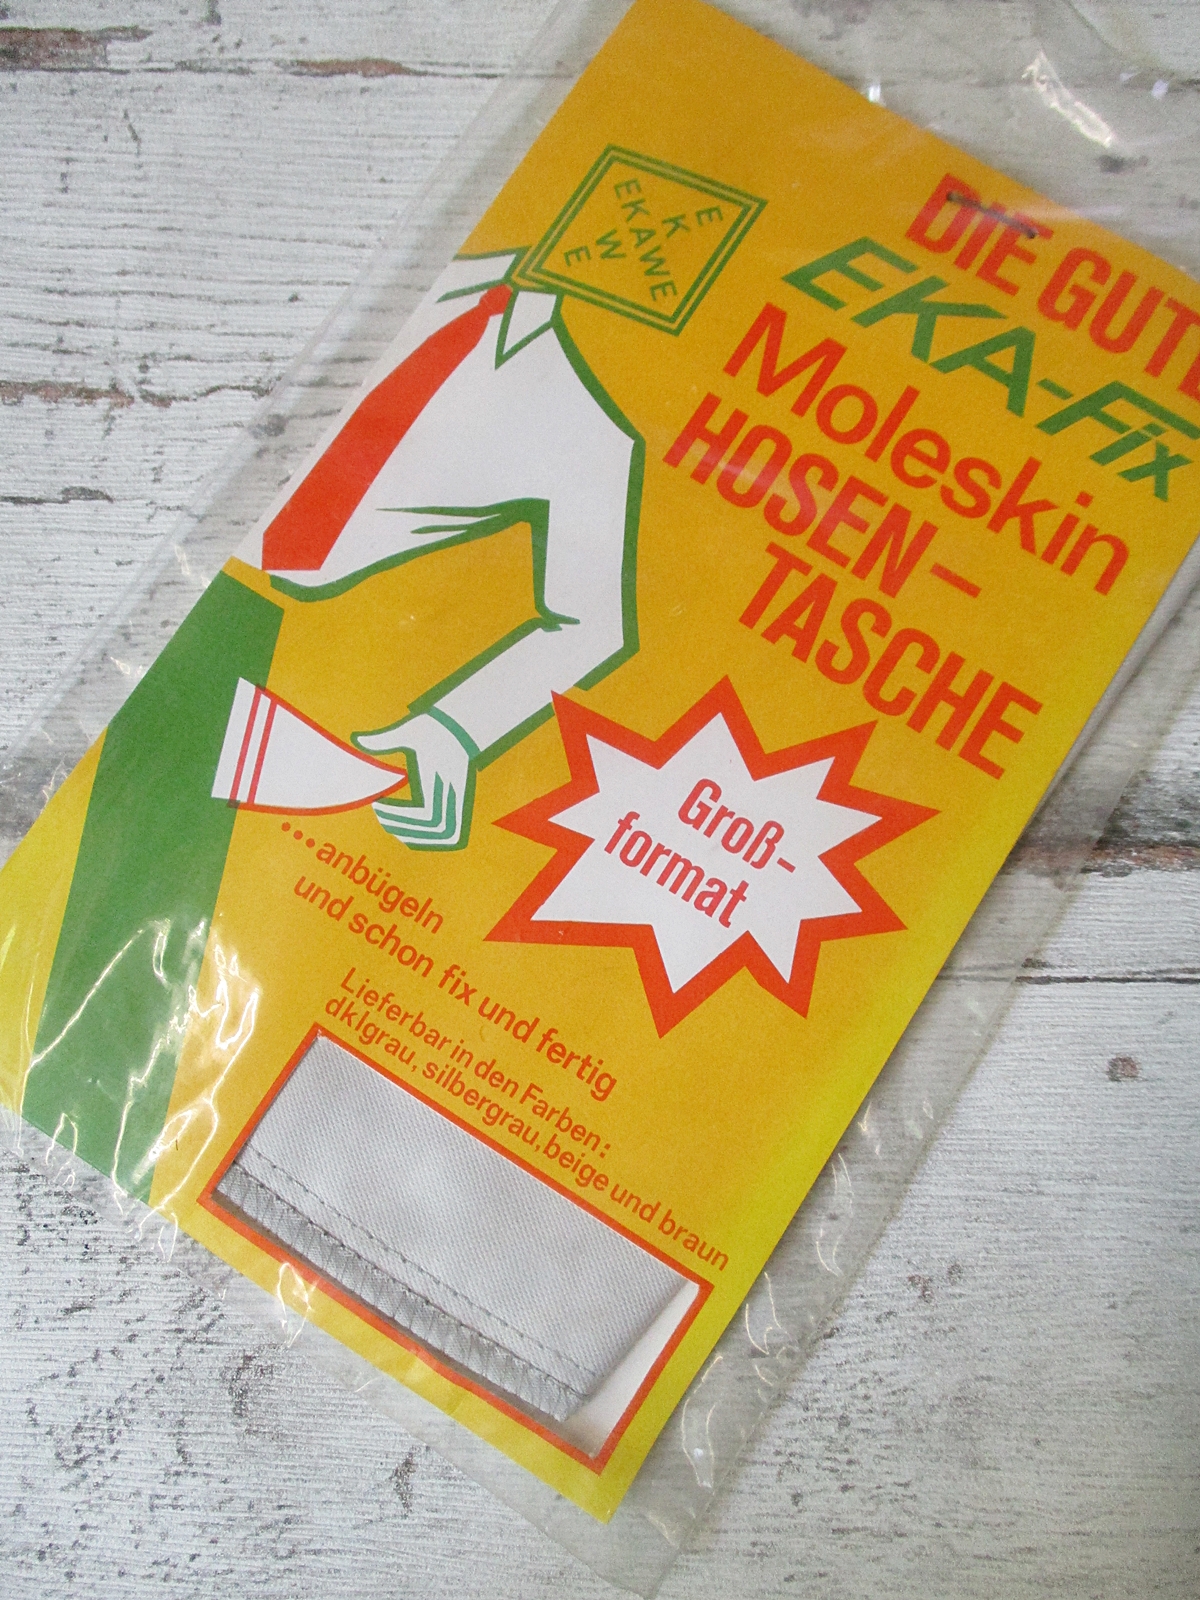 EKAWE
EKAWE
DIE GUTE
EKA-Fix
Moleskin
HOSEN-
TASCHE
Groß-
format
...anbügeln
und schon fix und fertig
Lieferbar in den Farben:
dklgrau, silbergrau, beige und braun